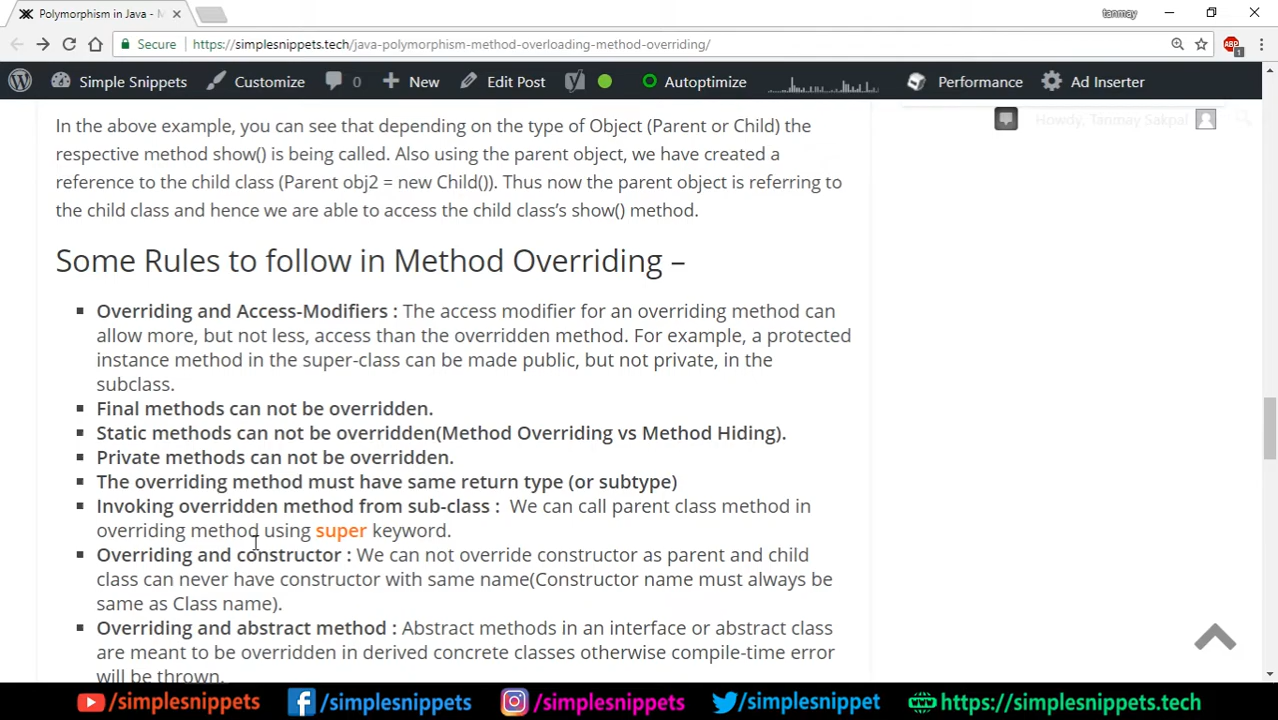 Polymorphism in Java - M
tanmay
Secure
https://simplesnippets.tech/java-polymorphism-method-overloading-method-overriding/
ABP
1
Simple Snippets
Customize
0
New
Edit Post
Autoptimize
Performance
Ad Inserter
Howdy, Tanmay Sakpal
In the above example, you can see that depending on the type of Object (Parent or Child) the
respective method show() is being called. Also using the parent object, we have created a
reference to the child class (Parent obj2 = new Child()). Thus now the parent object is referring to
the child class and hence we are able to access the child class’s show() method.
Some Rules to follow in Method Overriding –
Overriding and Access-Modifiers : The access modifier for an overriding method can
allow more, but not less, access than the overridden method. For example, a protected
instance method in the super-class can be made public, but not private, in the
subclass.
Final methods can not be overridden.
Static methods can not be overridden(Method Overriding vs Method Hiding).
Private methods can not be overridden.
The overriding method must have same return type (or subtype)
Invoking overridden method from sub-class : We can call parent class method in
overriding method using super keyword.
Overriding and constructor : We can not override constructor as parent and child
class can never have constructor with same name(Constructor name must always be
same as Class name).
Overriding and abstract method : Abstract methods in an interface or abstract class
are meant to be overridden in derived concrete classes otherwise compile-time error
will be thrown.
/simplesnippets
/simplesnippets
/simplesnippets
/simplesnippets
https://simplesnippets.tech